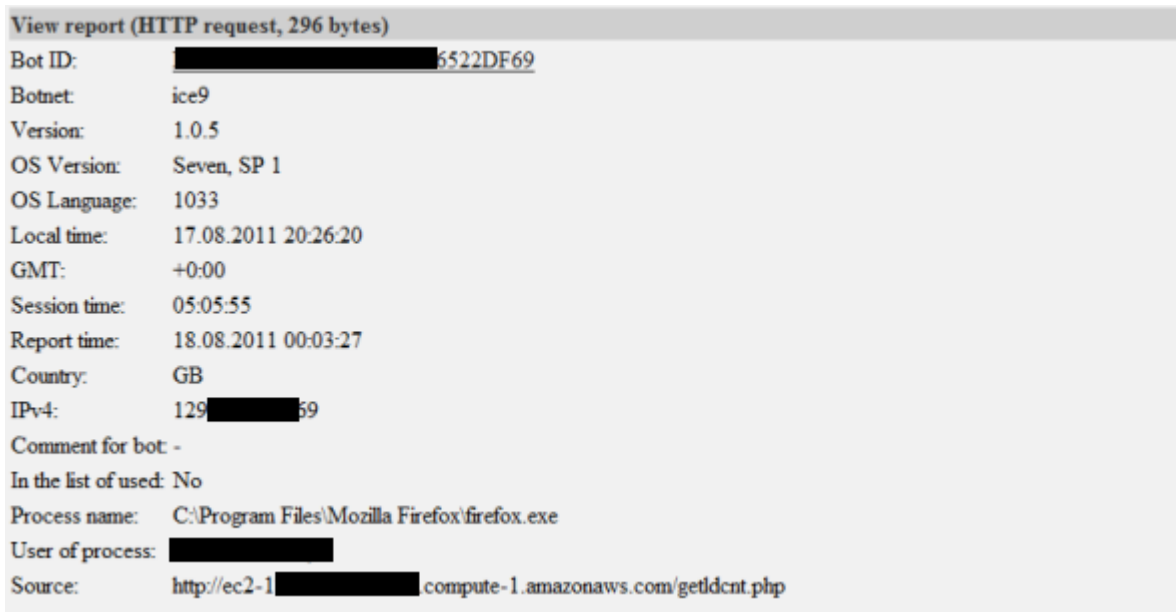 View report (HTTP request, 296 bytes)
Bot ID: 6522DF69
Botnet: ice9
Version: 1.0.5
OS Version: Seven, SP 1
OS Language: 1033
Local time: 17.08.2011 20:26:20
GMT: +0:00
Session time: 05:05:55
Report time: 18.08.2011 00:03:27
Country: GB
IPv4: 129 69
Comment for bot: -
In the list of used: No
Process name: C:\Program Files\Mozilla Firefox\firefox.exe
User of process:
Source: http://ec2-1 .compute-1.amazonaws.com/getldcnt.php